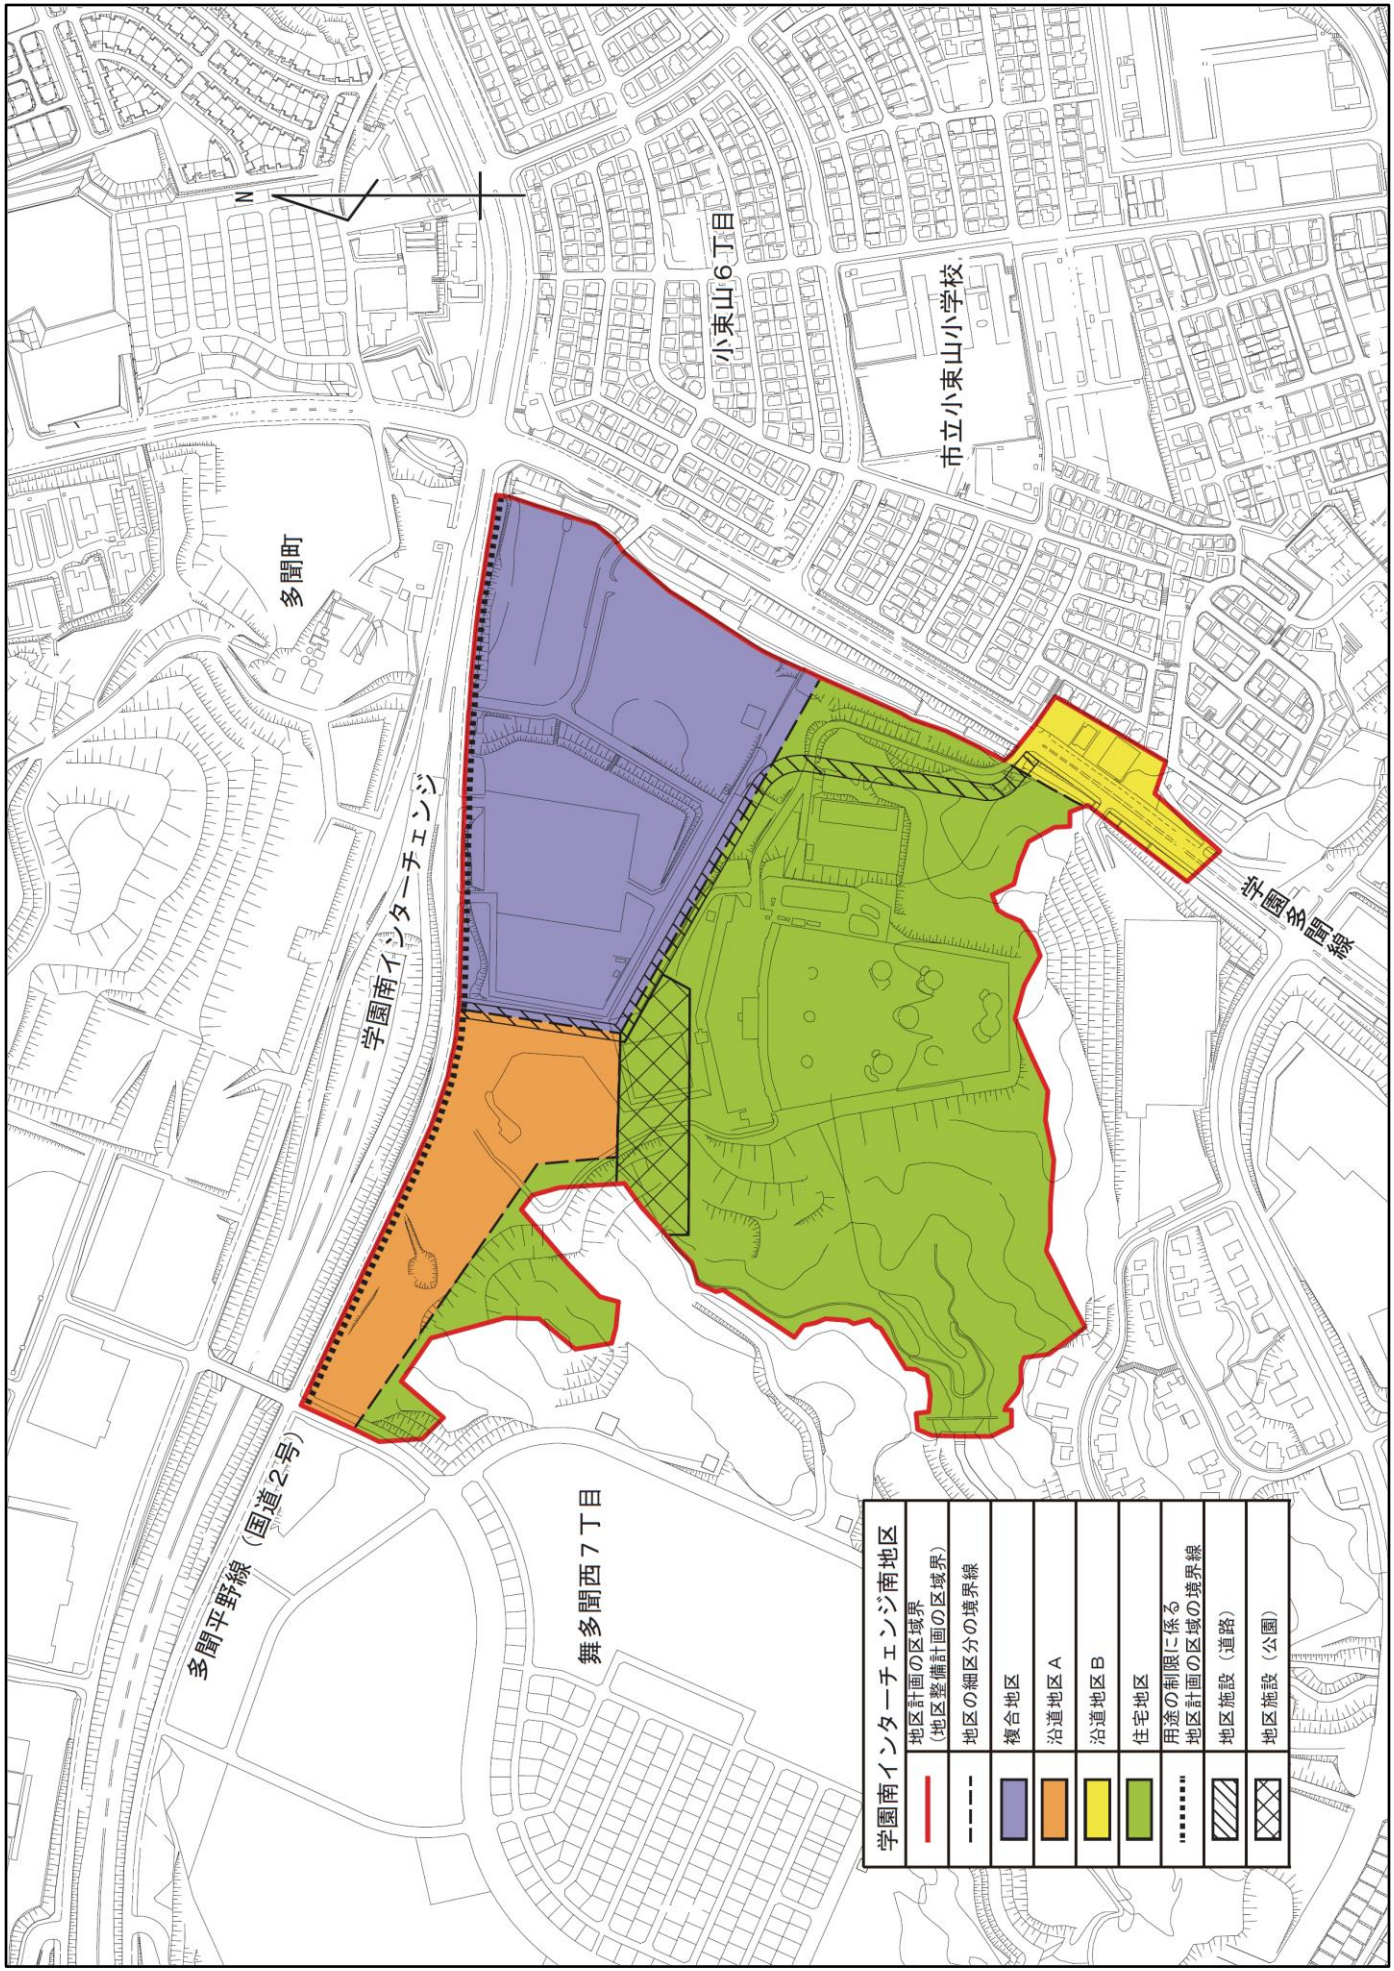 N
多聞町
学園南インターチェンジ
多聞平野線（国道２号）
小束山６丁目
市立小束山小学校
学園多聞線
舞多聞西７丁目
学園南インターチェンジ南地区
地区計画の区域界
（地区整備計画の区域界）
地区の細区分の境界線
複合地区
沿道地区Ａ
沿道地区Ｂ
住宅地区
用途の制限に係る
地区計画の区域の境界線
地区施設（道路）
地区施設（公園）